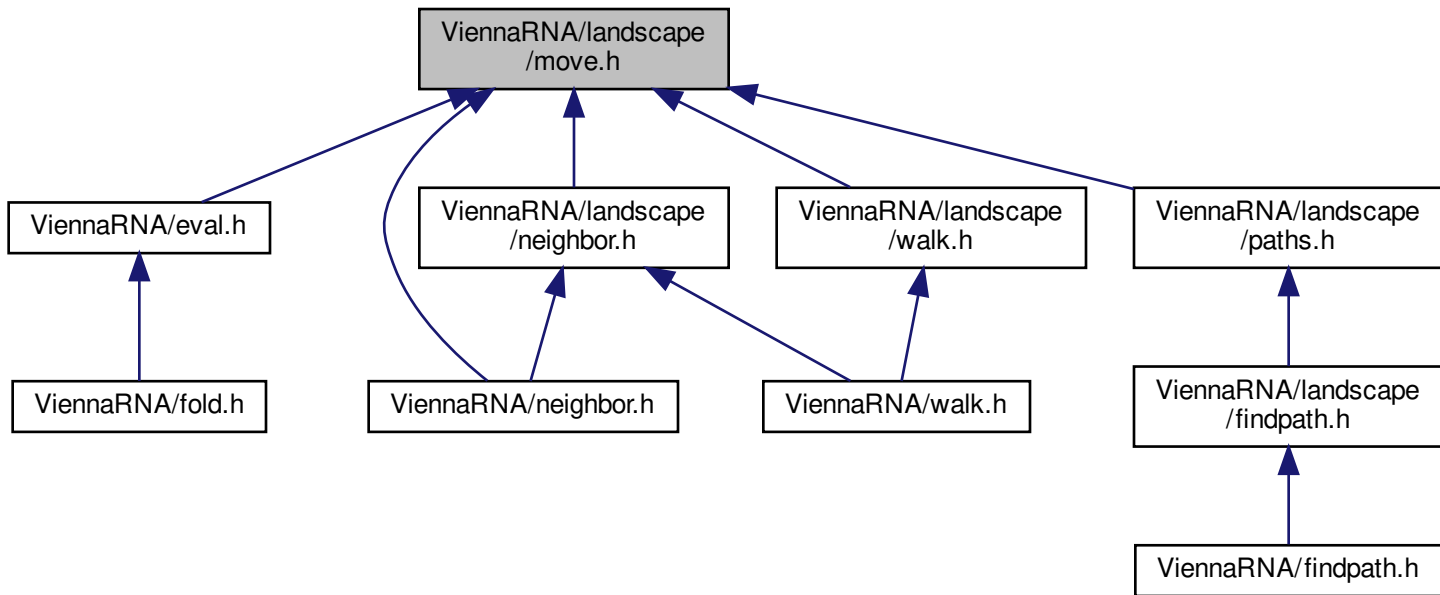 ViennaRNA/landscape
/move.h
ViennaRNA/eval.h
ViennaRNA/landscape
/neighbor.h
ViennaRNA/landscape
/walk.h
ViennaRNA/landscape
/paths.h
ViennaRNA/fold.h
ViennaRNA/neighbor.h
ViennaRNA/walk.h
ViennaRNA/landscape
/findpath.h
ViennaRNA/findpath.h